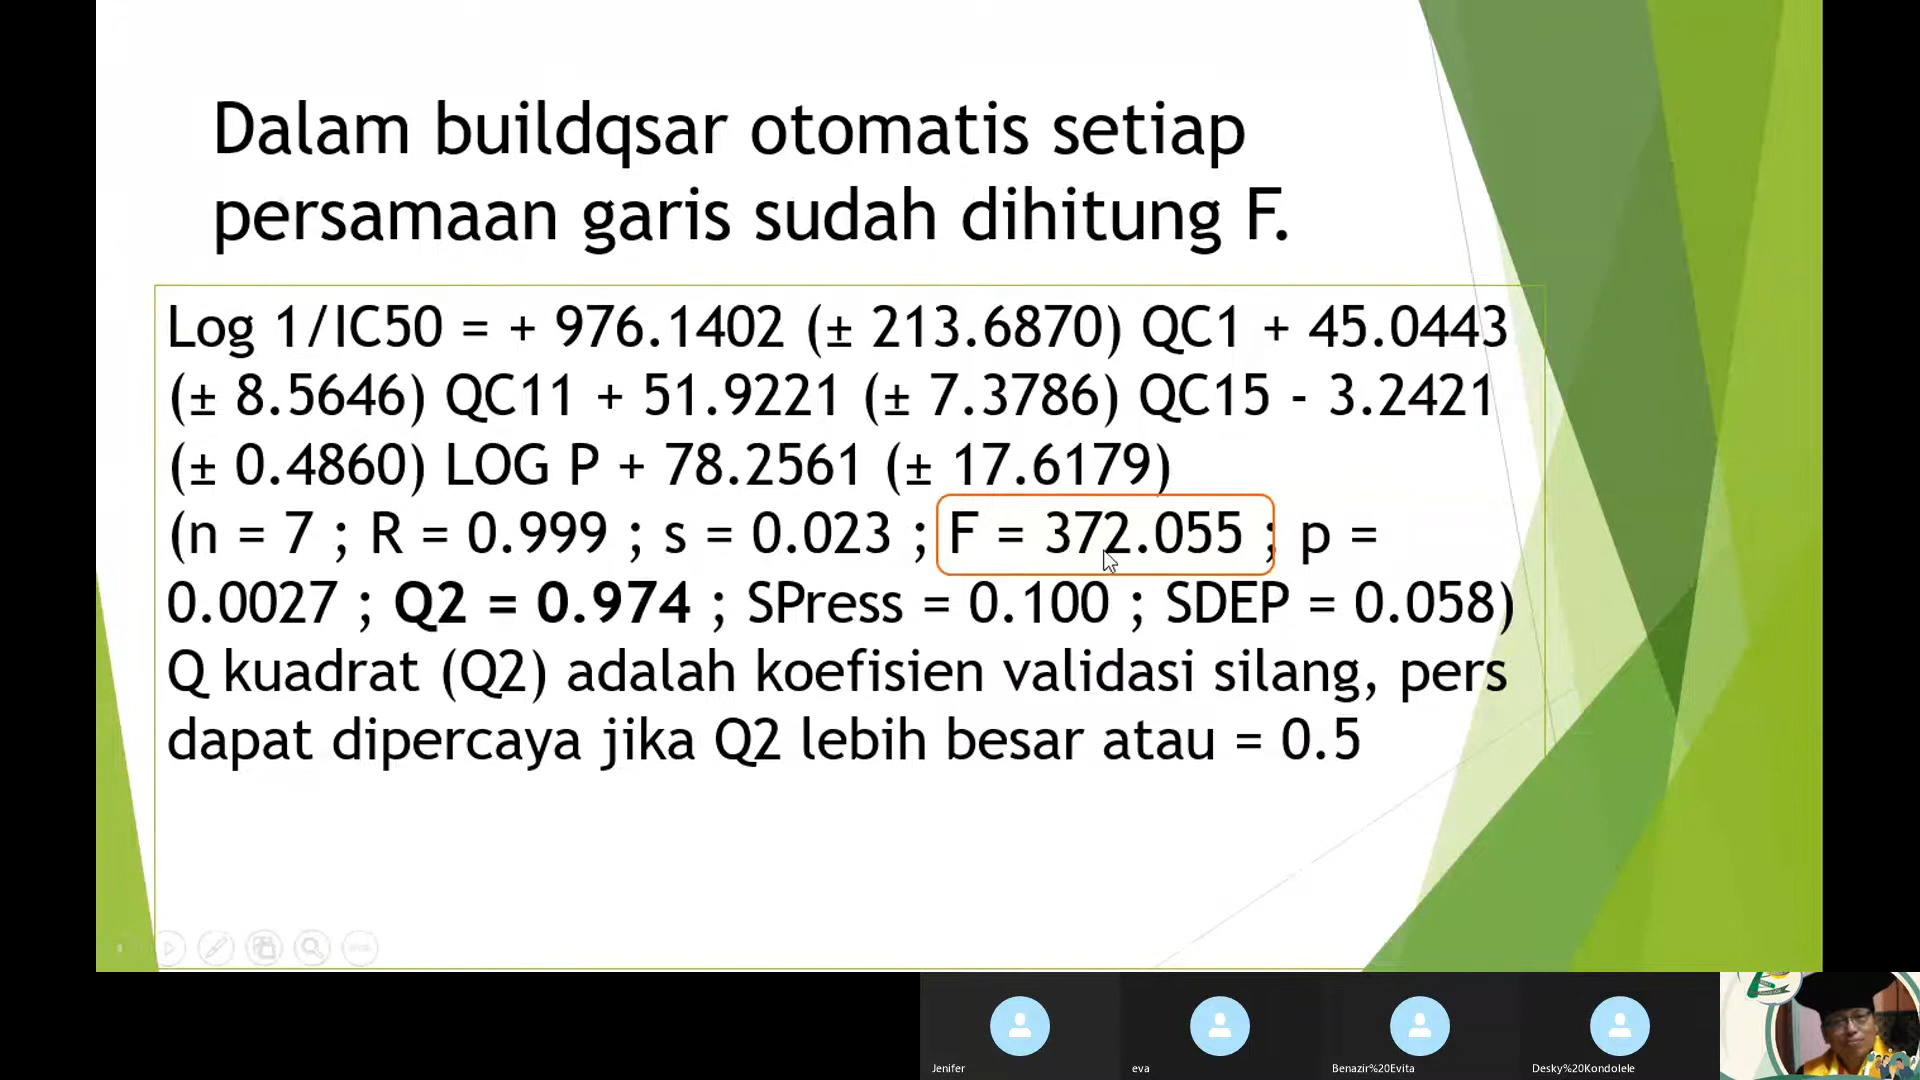 Dalam buildqsar otomatis setiap
persamaan garis sudah dihitung F.
Log 1/IC50 = + 976.1402 (± 213.6870) QC1 + 45.0443
(± 8.5646) QC11 + 51.9221 (± 7.3786) QC15 - 3.2421
(± 0.4860) LOG P + 78.2561 (± 17.6179)
(n = 7 ; R = 0.999 ; s = 0.023 ; F = 372.055 ; p =
0.0027 ; Q2 = 0.974 ; SPress = 0.100 ; SDEP = 0.058)
Q kuadrat (Q2) adalah koefisien validasi silang, pers
dapat dipercaya jika Q2 lebih besar atau = 0.5
Jenifer
eva
Benazir%20Evita
Desky%20Kondolele